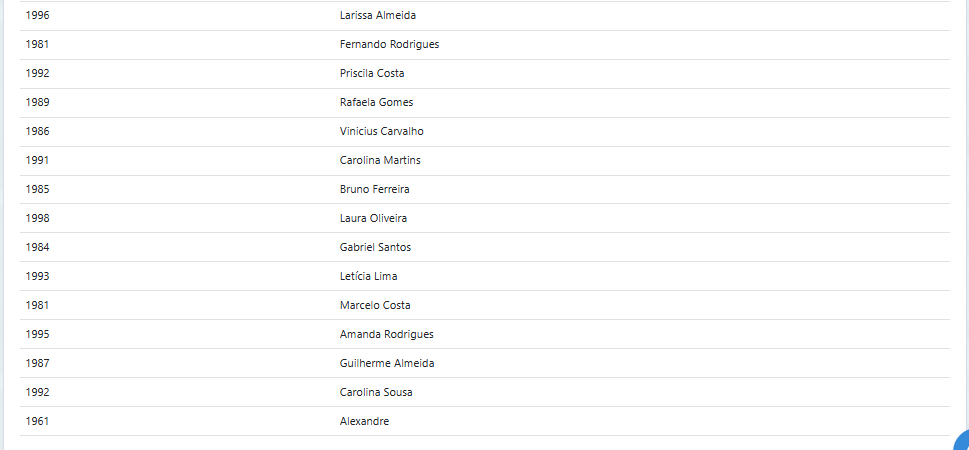 1996 Larissa Almeida
1981 Fernando Rodrigues
1992 Priscila Costa
1989 Rafaela Gomes
1986 Vinicius Carvalho
1991 Carolina Martins
1985 Bruno Ferreira
1998 Laura Oliveira
1984 Gabriel Santos
1993 Letícia Lima
1981 Marcelo Costa
1995 Amanda Rodrigues
1987 Guilherme Almeida
1992 Carolina Sousa
1961 Alexandre